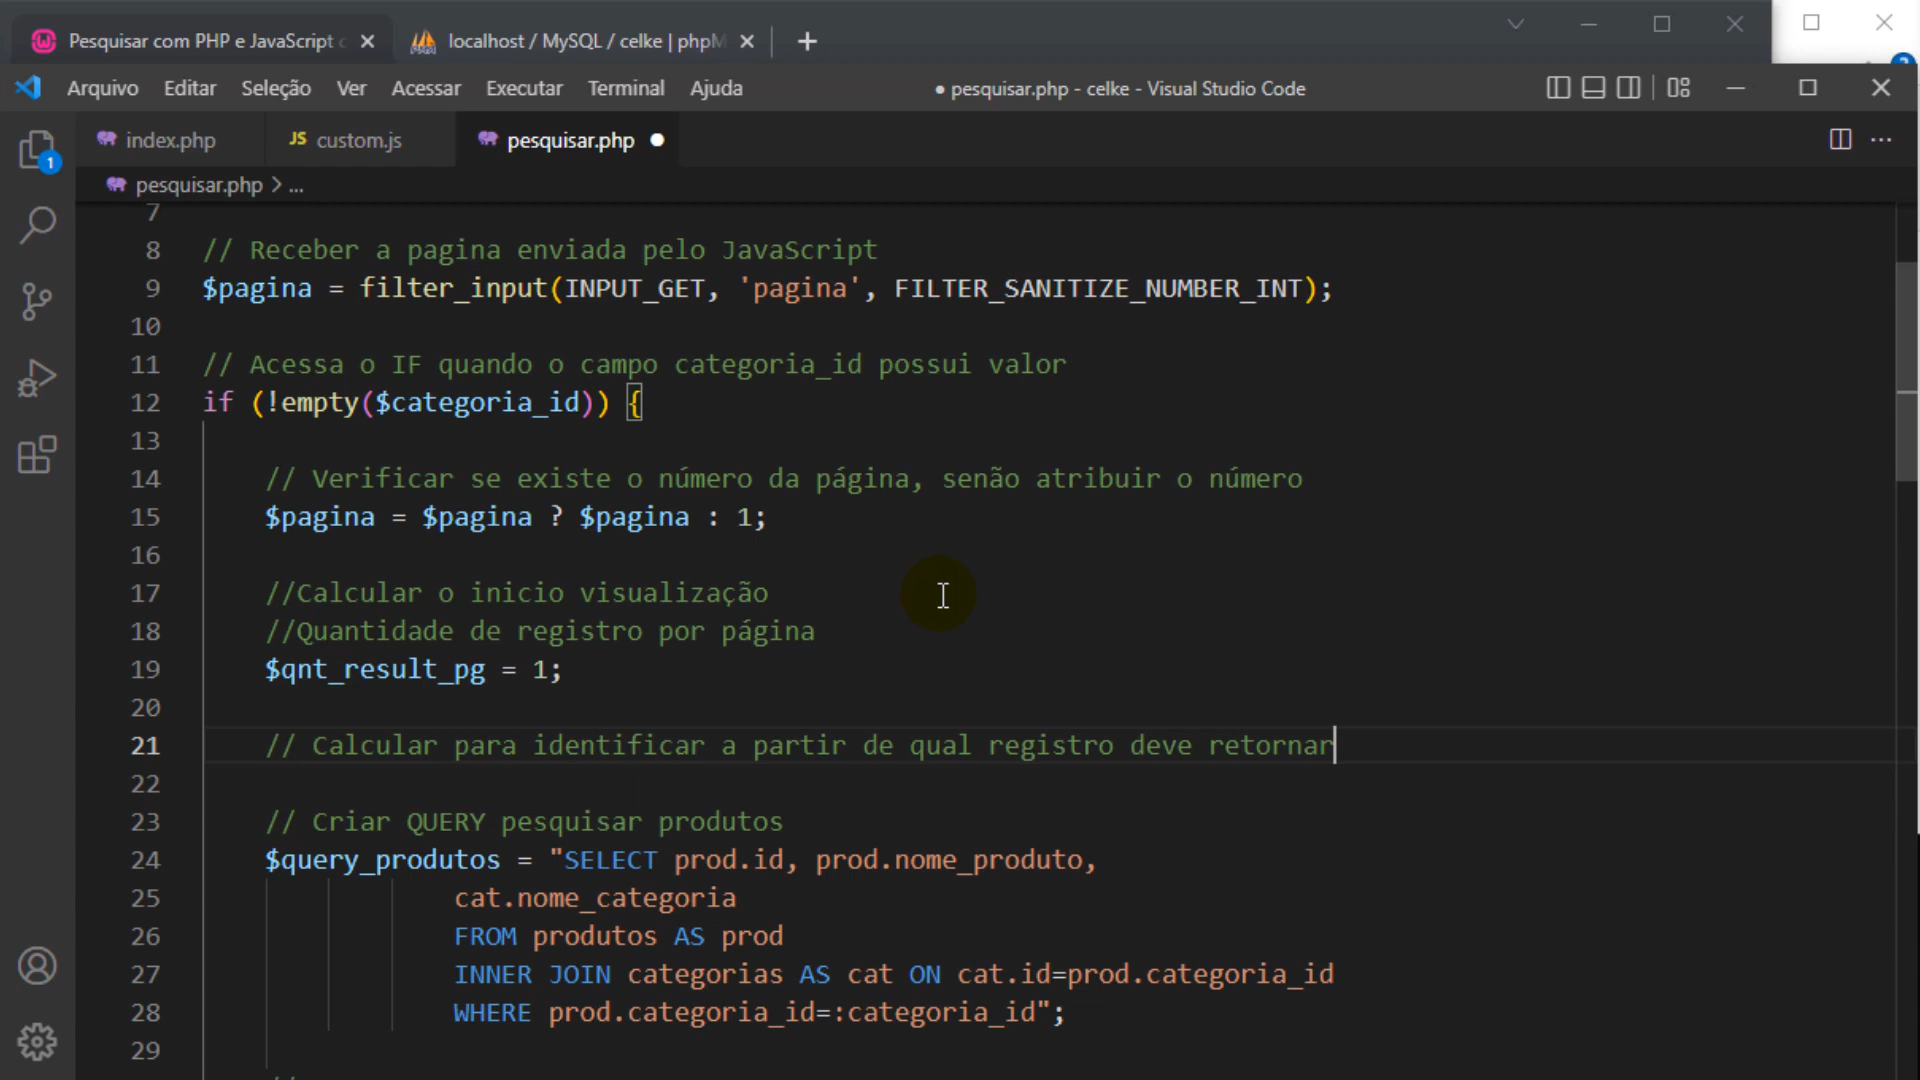 Pesquisar com PHP e JavaScript c
localhost / MySQL / celke | phpM
Arquivo Editar Seleção Ver Acessar Executar Terminal Ajuda
● pesquisar.php - celke - Visual Studio Code
index.php
JS custom.js
pesquisar.php
1
pesquisar.php > ...
7
8 // Receber a pagina enviada pelo JavaScript
9 $pagina = filter_input(INPUT_GET, 'pagina', FILTER_SANITIZE_NUMBER_INT);
10
11 // Acessa o IF quando o campo categoria_id possui valor
12 if (!empty($categoria_id)) {
13
14 // Verificar se existe o número da página, senão atribuir o número
15 $pagina = $pagina ? $pagina : 1;
16
17 //Calcular o inicio visualização
18 //Quantidade de registro por página
19 $qnt_result_pg = 1;
20
21 // Calcular para identificar a partir de qual registro deve retornar
22
23 // Criar QUERY pesquisar produtos
24 $query_produtos = "SELECT prod.id, prod.nome_produto,
25 cat.nome_categoria
26 FROM produtos AS prod
27 INNER JOIN categorias AS cat ON cat.id=prod.categoria_id
28 WHERE prod.categoria_id=:categoria_id";
29